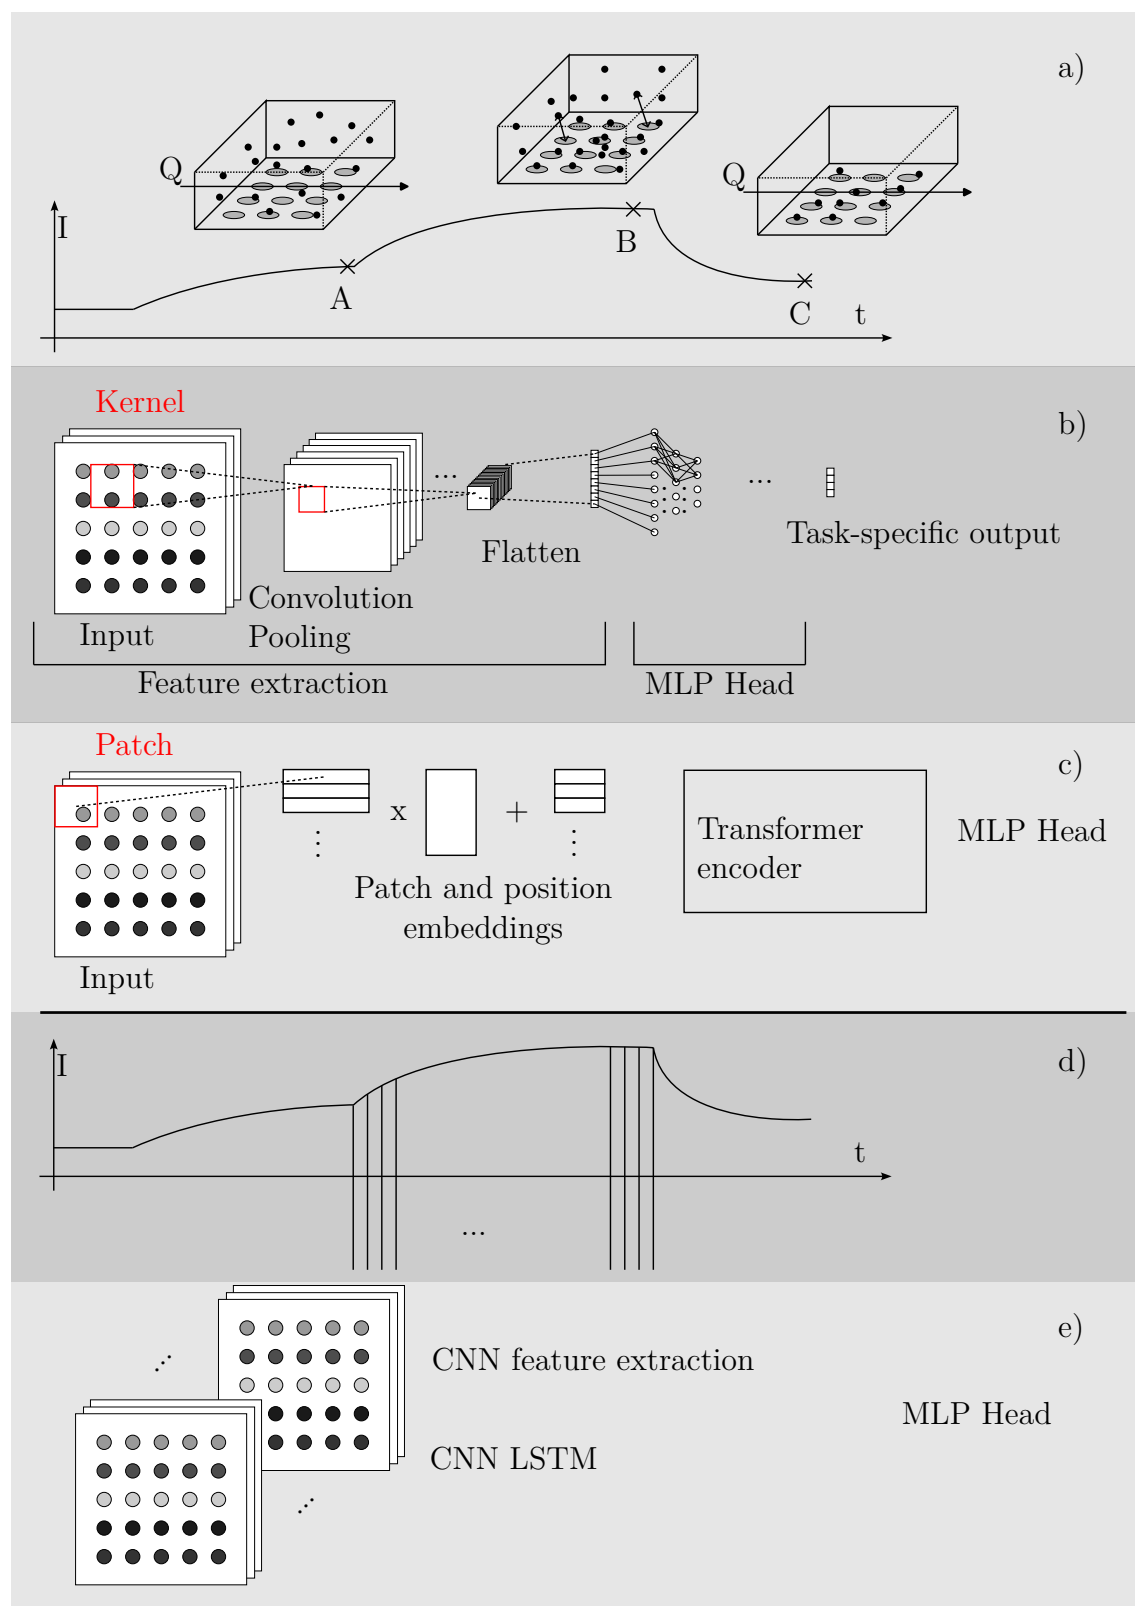 a)
Q
Q
I
A
B
C
t
Kernel
b)
...
...
Flatten
Task-specific output
Convolution
Pooling
Input
Feature extraction
MLP Head
Patch
c)
x
+
Transformer
encoder
MLP Head
Patch and position
embeddings
Input
d)
I
t
...
e)
CNN feature extraction
MLP Head
CNN LSTM